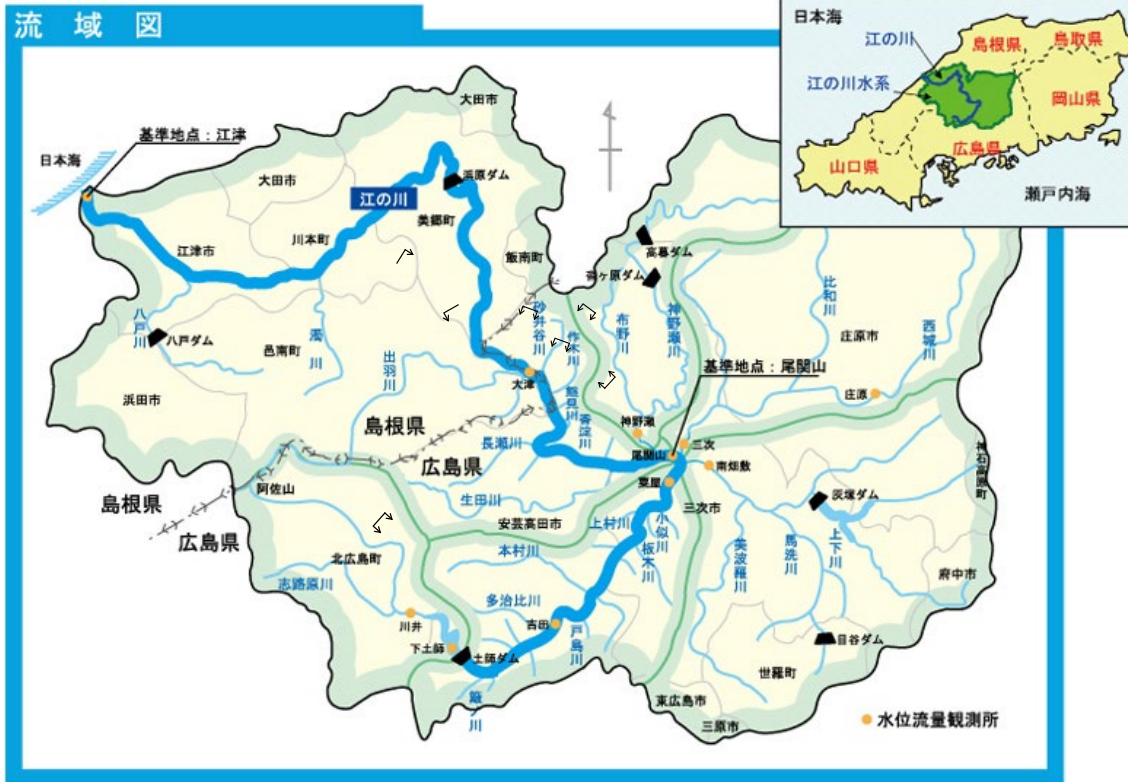 流域図
日本海
江の川
江の川水系
島根県
鳥取県
岡山県
広島県
山口県
瀬戸内海
大田市
基準地点：江津
日本海
大田市
江の川
浜原ダム
美郷町
江津市
川本町
飯南町
高暮ダム
神野瀬川
布野川
比和川
西城川
庄原市
八戸川
八戸ダム
濁川
邑南町
出羽川
作木川
基準地点：尾関山
大津
庄原
浜田市
島根県
香淀川
神野瀬
三次
長瀬川
広島県
尾関山
南畑敷
粟屋
神石高原町
阿佐山
灰塚ダム
島根県
生田川
三次市
広島県
安芸高田市
上村川
小似川
板木川
美波羅川
馬洗川
上下川
北広島町
本村川
府中市
志路原川
多治比川
川井
吉田
戸島川
下土師
土師ダム
目谷ダム
世羅町
東広島市
三原市
水位流量観測所